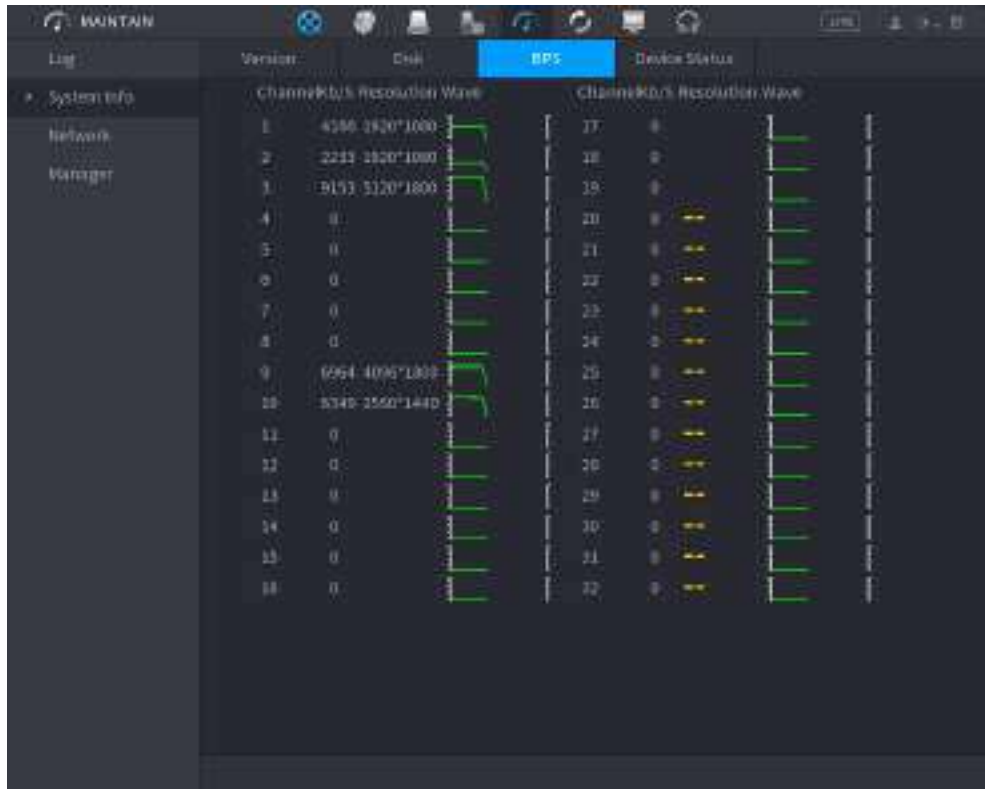 MAINTAIN
LIVE
Log
System Info
Network
Manager
Version Disk BPS Device Status
Channel Kb/S Resolution Wave Channel Kb/S Resolution Wave
1 1920*1080 17 0
2 2233 1920*1080 18 0
3 9153 5120*1800 19 0
4 0 20 0 --
5 0 21 0 --
6 0 22 0 --
7 0 23 0 --
8 0 24 0 --
9 6964 4096*1800 25 0 --
10 2560*1440 26 0 --
11 0 27 0 --
12 0 28 0 --
13 0 29 0 --
14 0 30 0 --
15 0 31 0 --
16 0 32 0 --